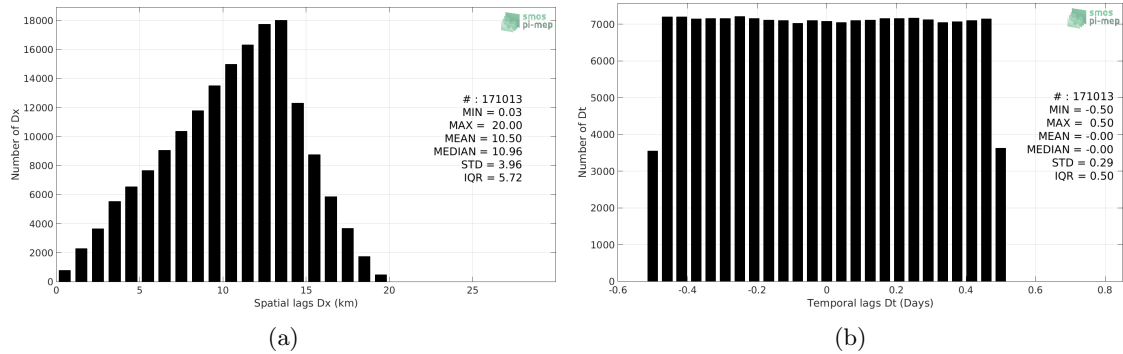 18000
16000
14000
12000
10000
8000
6000
4000
2000
0
Number of Dx
smos
pi-mep
# : 171013
MIN = 0.03
MAX = 20.00
MEAN = 10.50
MEDIAN = 10.96
STD = 3.96
IQR = 5.72
0 5 10 15 20 25
Spatial lags Dx (km)
(a)
7000
6000
5000
4000
3000
2000
1000
0
Number of Dt
smos
pi-mep
# : 171013
MIN = -0.50
MAX = 0.50
MEAN = -0.00
MEDIAN = -0.00
STD = 0.29
IQR = 0.50
-0.6 -0.4 -0.2 0 0.2 0.4 0.6 0.8
Temporal lags Dt (Days)
(b)